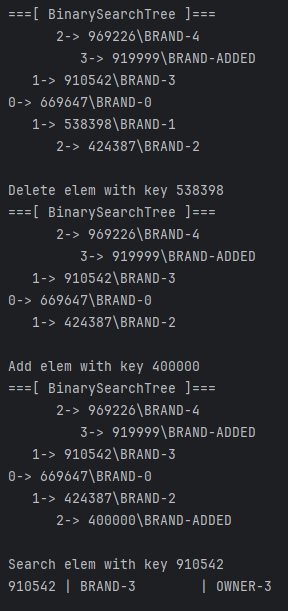 ===[ BinarySearchTree ]===
      2-> 969226\BRAND-4
         3-> 919999\BRAND-ADDED
   1-> 910542\BRAND-3
0-> 669647\BRAND-0
   1-> 538398\BRAND-1
      2-> 424387\BRAND-2

Delete elem with key 538398
===[ BinarySearchTree ]===
      2-> 969226\BRAND-4
         3-> 919999\BRAND-ADDED
   1-> 910542\BRAND-3
0-> 669647\BRAND-0
   1-> 424387\BRAND-2

Add elem with key 400000
===[ BinarySearchTree ]===
      2-> 969226\BRAND-4
         3-> 919999\BRAND-ADDED
   1-> 910542\BRAND-3
0-> 669647\BRAND-0
   1-> 424387\BRAND-2
      2-> 400000\BRAND-ADDED

Search elem with key 910542
910542 | BRAND-3        | OWNER-3